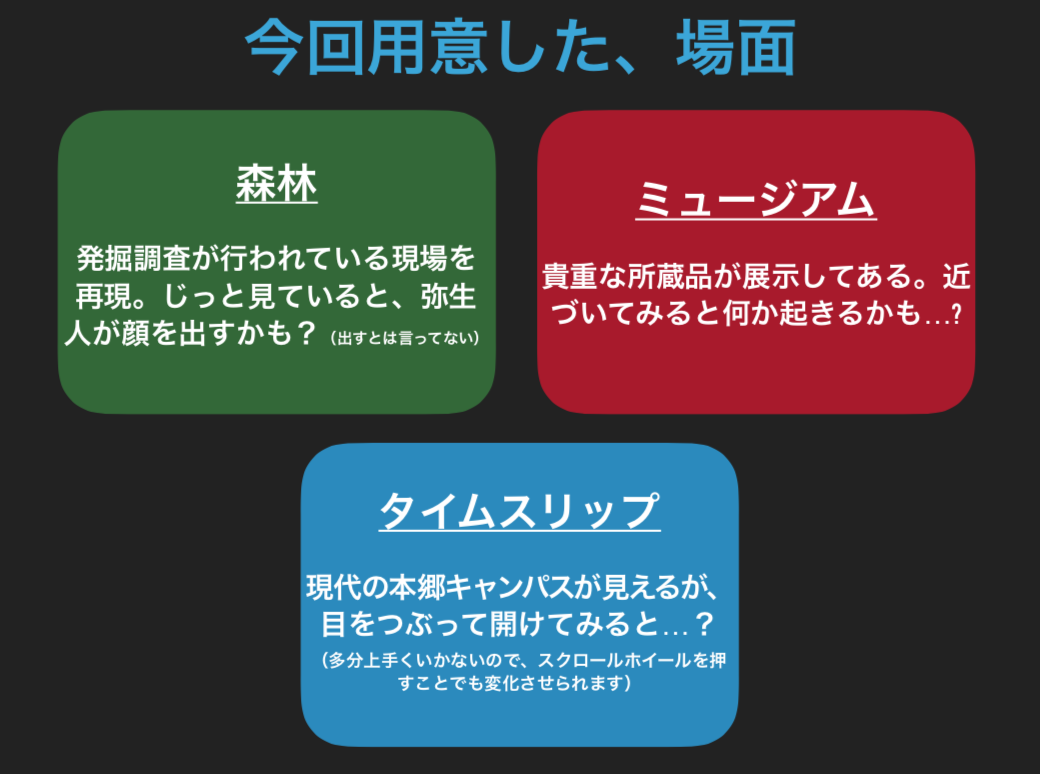 今回用意した、場面
森林
発掘調査が行われている現場を
再現。じっと見ていると、弥生
人が顔を出すかも？（出すとは言ってない）
ミュージアム
貴重な所蔵品が展示してある。近
づいてみると何か起きるかも…?
タイムスリップ
現代の本郷キャンパスが見えるが、
目をつぶって開けてみると…？
（多分上手くいかないので、スクロールホイールを押
すことでも変化させられます）